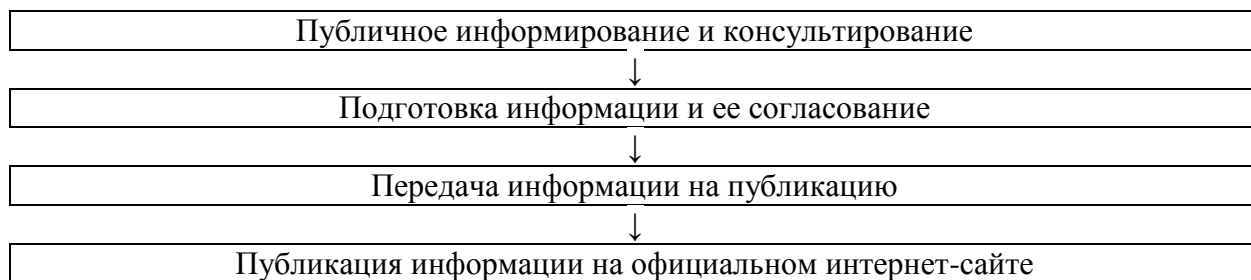 Публичное информирование и консультирование
↓
Подготовка информации и ее согласование
↓
Передача информации на публикацию
↓
Публикация информации на официальном интернет-сайте